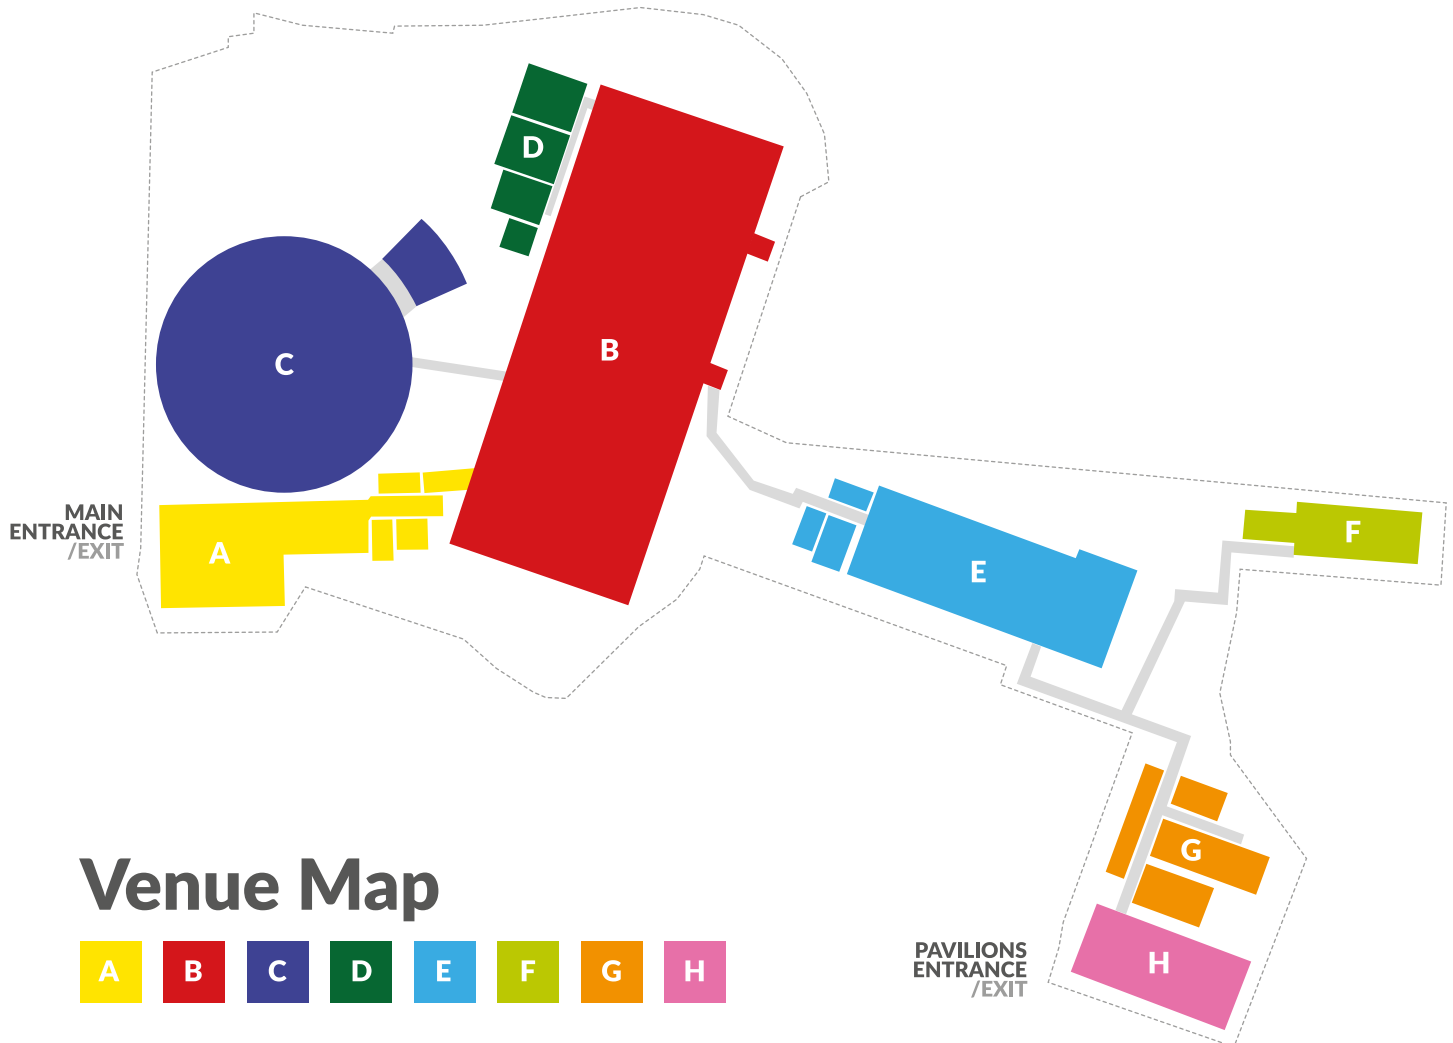 D
B
C
MAIN
ENTRANCE
/EXIT
A
F
E
G
PAVILIONS
ENTRANCE
/EXIT
H
Venue Map
A B C D E F G H